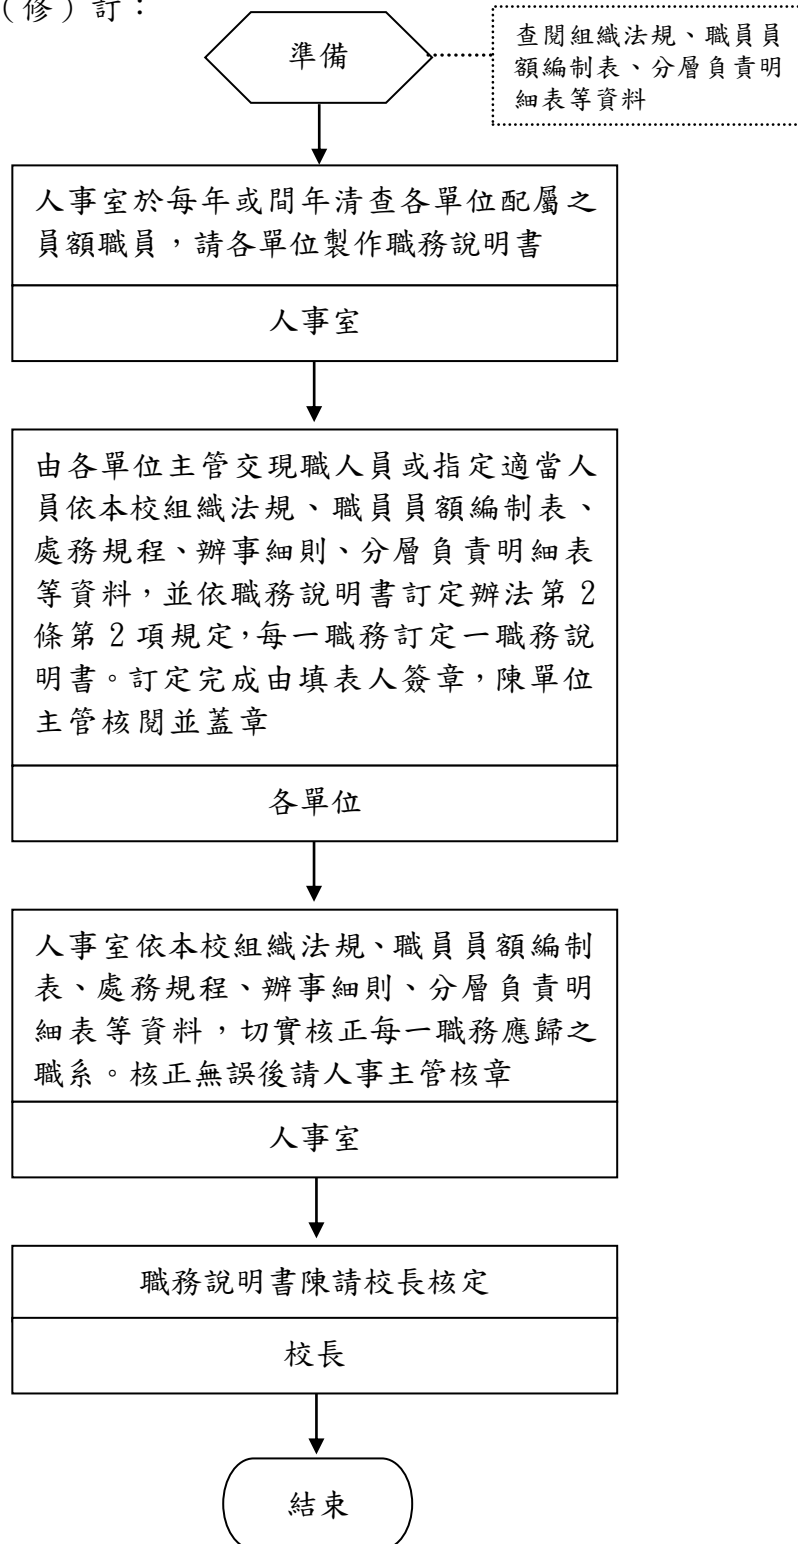 （修）訂：
準備
查閱組織法規、職員員
額編制表、分層負責明
細表等資料
人事室於每年或間年清查各單位配屬之
員額職員，請各單位製作職務說明書
人事室
由各單位主管交現職人員或指定適當人
員依本校組織法規、職員員額編制表、
處務規程、辦事細則、分層負責明細表
等資料，並依職務說明書訂定辦法第 2
條第 2 項規定，每一職務訂定一職務說
明書。訂定完成由填表人簽章，陳單位
主管核閱並蓋章
各單位
人事室依本校組織法規、職員員額編制
表、處務規程、辦事細則、分層負責明
細表等資料，切實核正每一職務應歸之
職系。核正無誤後請人事主管核章
人事室
職務說明書陳請校長核定
校長
結束